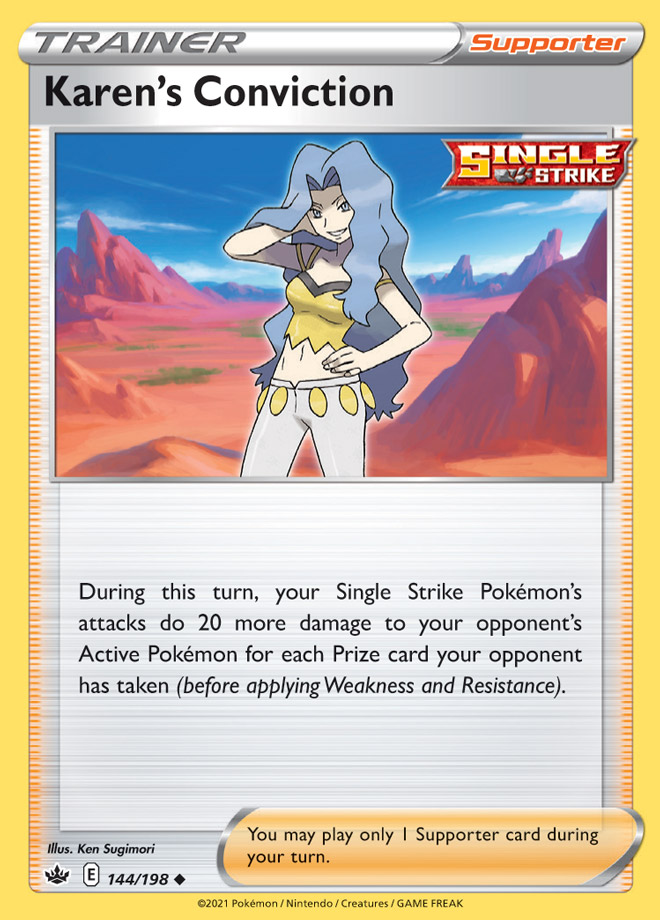 TRAINER
Supporter
Karen's Conviction
SINGLE
STRIKE
During this turn, your Single Strike Pokémon's
attacks do 20 more damage to your opponent's
Active Pokémon for each Prize card your opponent
has taken (before applying Weakness and Resistance).
Illus. Ken Sugimori
You may play only 1 Supporter card during
your turn.
E 144/198
©2021 Pokémon / Nintendo / Creatures / GAME FREAK